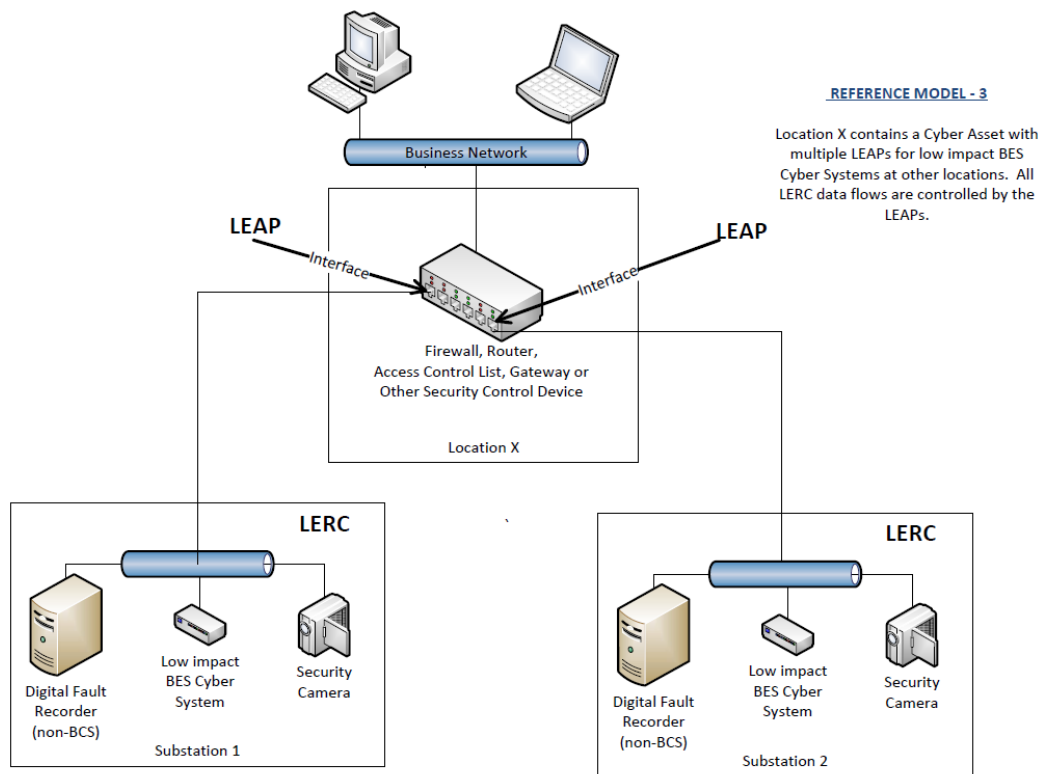 REFERENCE MODEL - 3
Location X contains a Cyber Asset with
multiple LEAPs for low impact BES
Cyber Systems at other locations.  All
LERC data flows are controlled by the
LEAPs.
Business Network
LEAP
LEAP
Interface
Interface
Firewall, Router,
Access Control List, Gateway or
Other Security Control Device
Location X
LERC
Digital Fault
Recorder
(non-BCS)
Low impact
BES Cyber
System
Security
Camera
Substation 1
LERC
Digital Fault
Recorder
(non-BCS)
Low impact
BES Cyber
System
Security
Camera
Substation 2